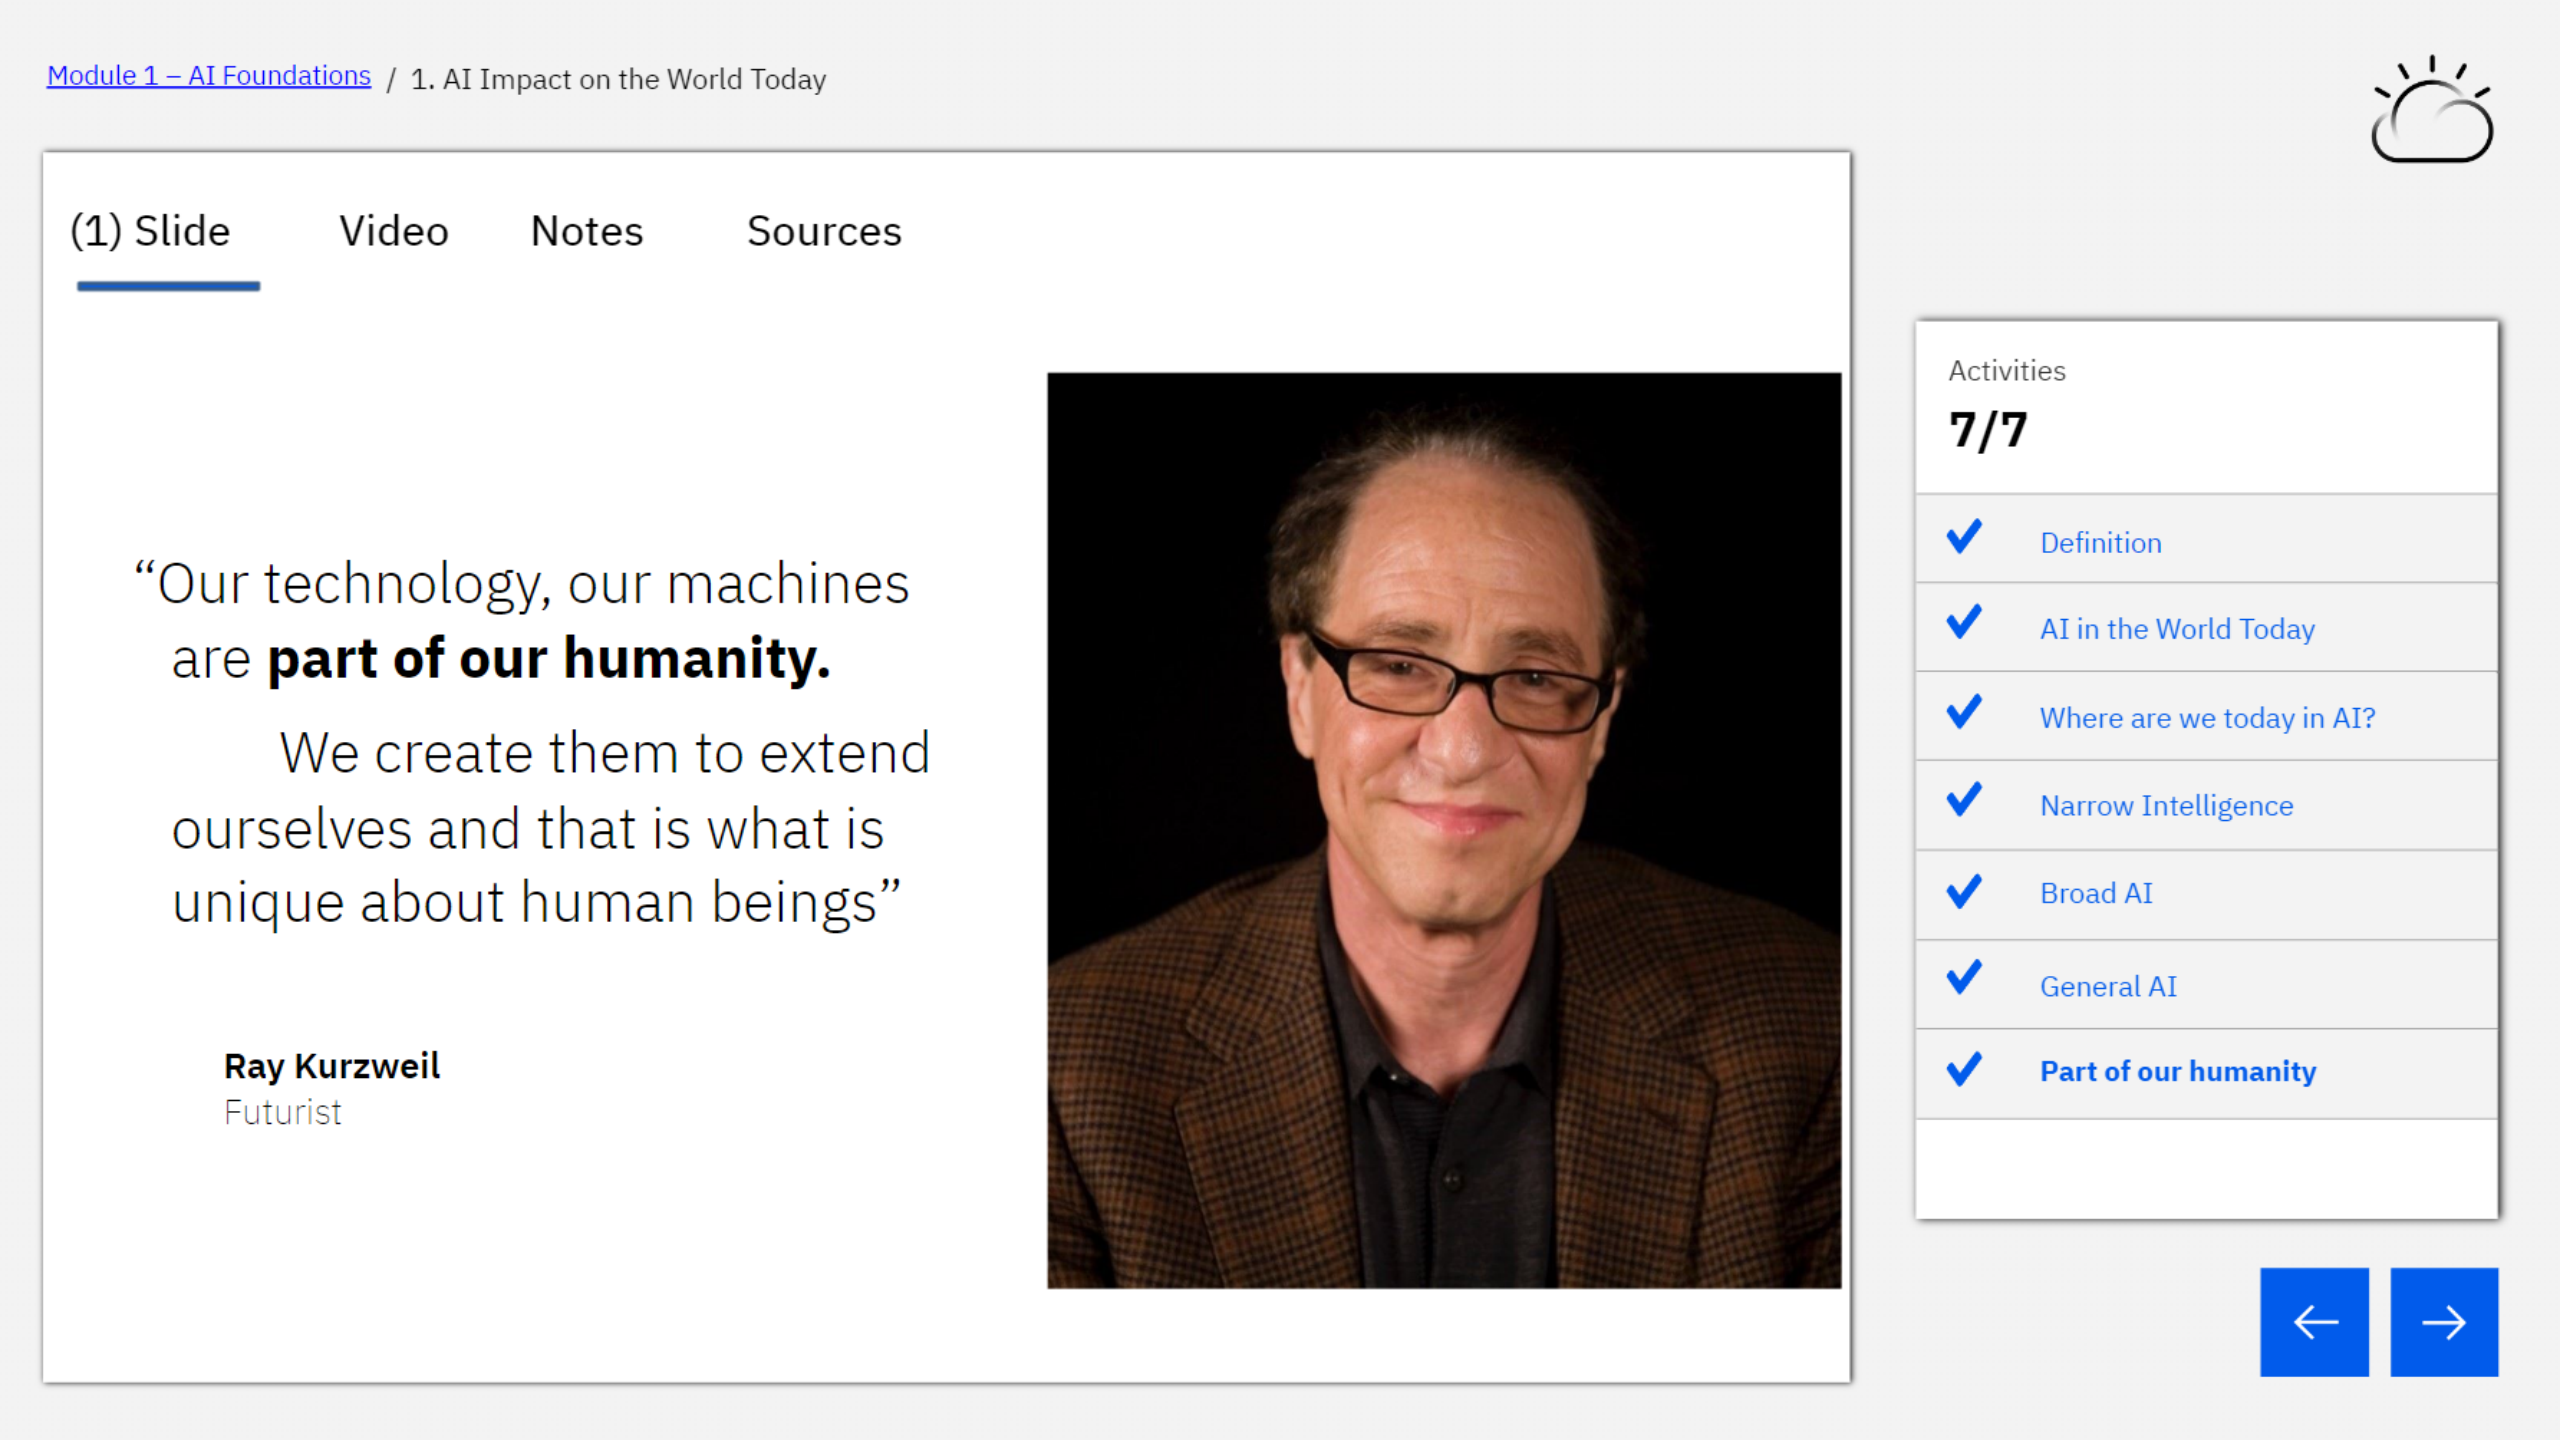 Module 1 – AI Foundations / 1. AI Impact on the World Today
(1) Slide Video Notes Sources
“Our technology, our machines
are part of our humanity.
We create them to extend
ourselves and that is what is
unique about human beings”
Ray Kurzweil
Futurist
Activities
7/7
Definition
AI in the World Today
Where are we today in AI?
Narrow Intelligence
Broad AI
General AI
Part of our humanity